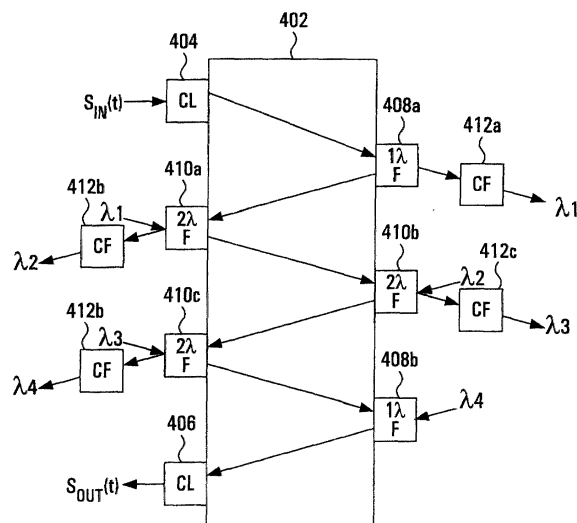 404
402
S_IN(t)
CL
408a
412a
1λ
F
CF
λ1
410a
412b
λ1
2λ
F
CF
λ2
410b
412c
λ2
2λ
F
CF
λ3
410c
412b
λ3
2λ
F
CF
λ4
408b
1λ
F
λ4
406
S_OUT(t)
CL